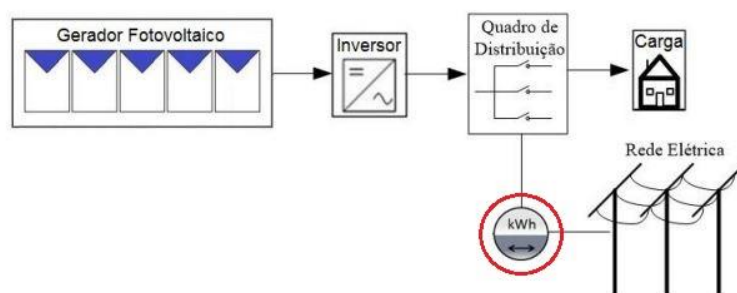 Gerador Fotovoltaico
Inversor
Quadro de
Distribuição
Carga
Rede Elétrica
kWh